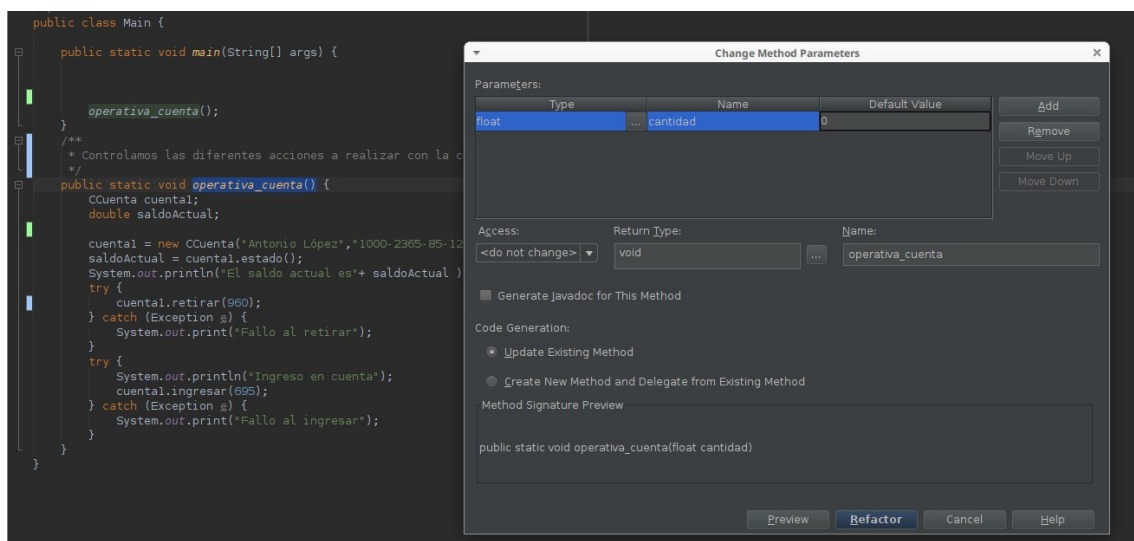 public class Main {
public static void main(String[] args) {
operativa_cuenta();
}
/**
* Controlamos las diferentes acciones a realizar con la c
*/
public static void operativa_cuenta() {
CCuenta cuenta1;
double saldoActual;
cuenta1 = new CCuenta("Antonio López","1000-2365-85-12
saldoActual = cuenta1.estado();
System.out.println("El saldo actual es"+ saldoActual )
try {
cuenta1.retirar(960);
} catch (Exception e) {
System.out.print("Fallo al retirar");
}
try {
System.out.println("Ingreso en cuenta");
cuenta1.ingresar(695);
} catch (Exception e) {
System.out.print("Fallo al ingresar");
}
}
}
Change Method Parameters
Parameters:
Type Name Default Value
float ... cantidad 0
Add
Remove
Move Up
Move Down
Access: Return Type: Name:
<do not change> void ... operativa_cuenta
Generate Javadoc for This Method
Code Generation:
Update Existing Method
Create New Method and Delegate from Existing Method
Method Signature Preview
public static void operativa_cuenta(float cantidad)
Preview Refactor Cancel Help